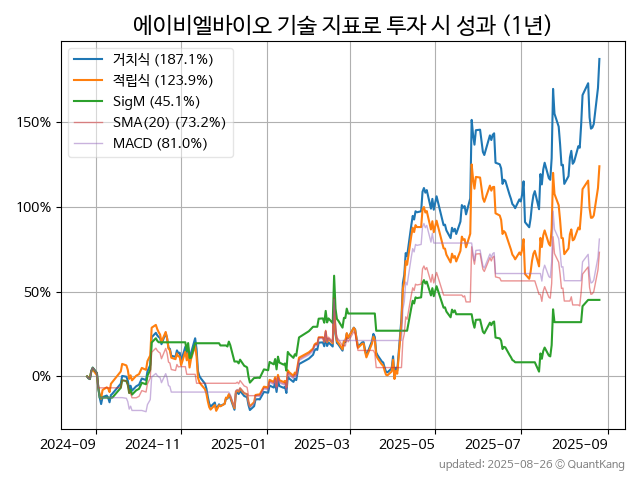 에이비엘바이오 기술 지표로 투자 시 성과 (1년)
거치식 (187.1%)
적립식 (123.9%)
SigM (45.1%)
SMA(20) (73.2%)
MACD (81.0%)
150%
100%
50%
0%
2024-09 2024-11 2025-01 2025-03 2025-05 2025-07 2025-09
updated: 2025-08-26 © QuantKang